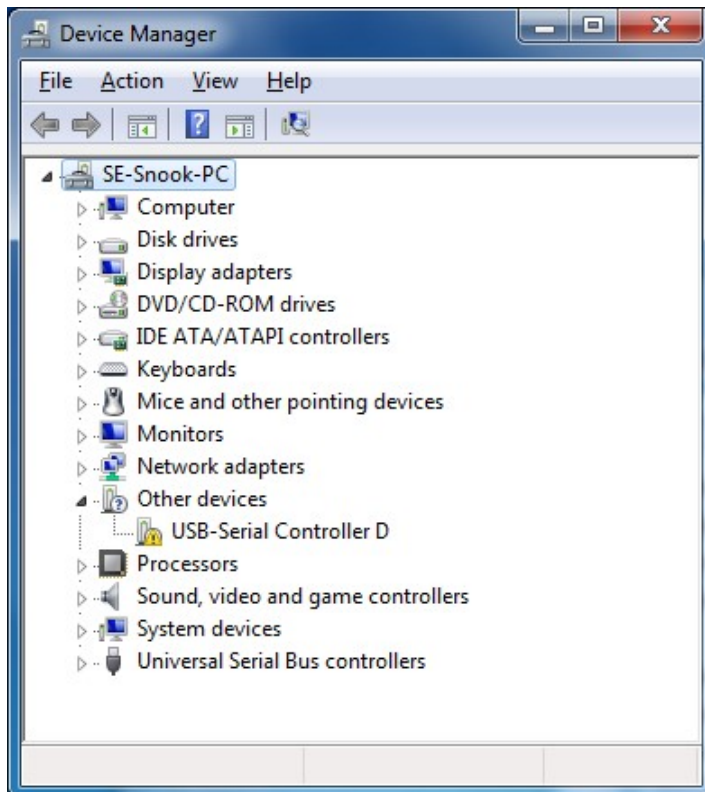 Device Manager
File Action View Help
SE-Snook-PC
Computer
Disk drives
Display adapters
DVD/CD-ROM drives
IDE ATA/ATAPI controllers
Keyboards
Mice and other pointing devices
Monitors
Network adapters
Other devices
USB-Serial Controller D
Processors
Sound, video and game controllers
System devices
Universal Serial Bus controllers